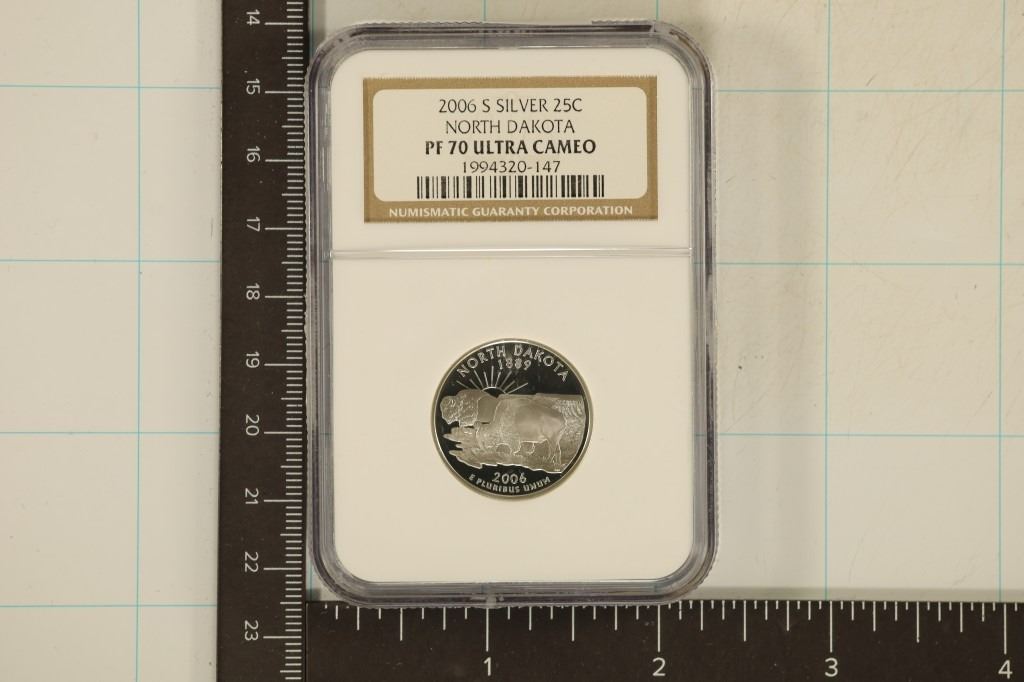 2006 S SILVER 25C
NORTH DAKOTA
PF 70 ULTRA CAMEO
1994320-147
NUMISMATIC GUARANTY CORPORATION
NORTH DAKOTA
1889
2006
E PLURIBUS UNUM
14
15
16
17
18
19
20
21
22
23
1 2 3 4